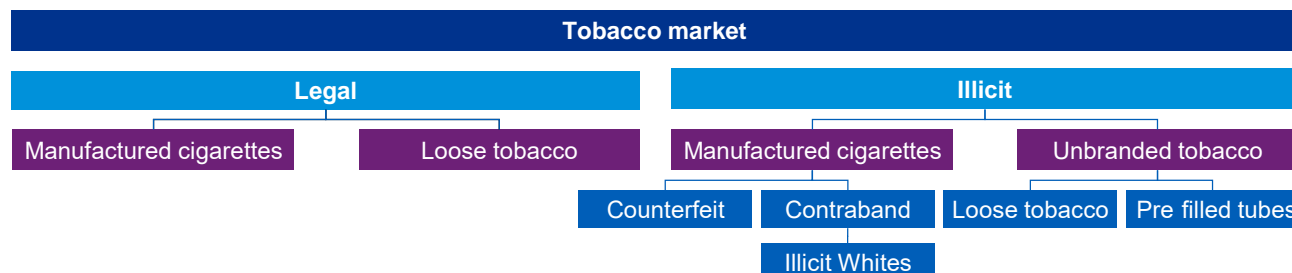 Tobacco market
Legal
Illicit
Manufactured cigarettes
Loose tobacco
Manufactured cigarettes
Unbranded tobacco
Counterfeit
Contraband
Loose tobacco
Pre filled tubes
Illicit Whites